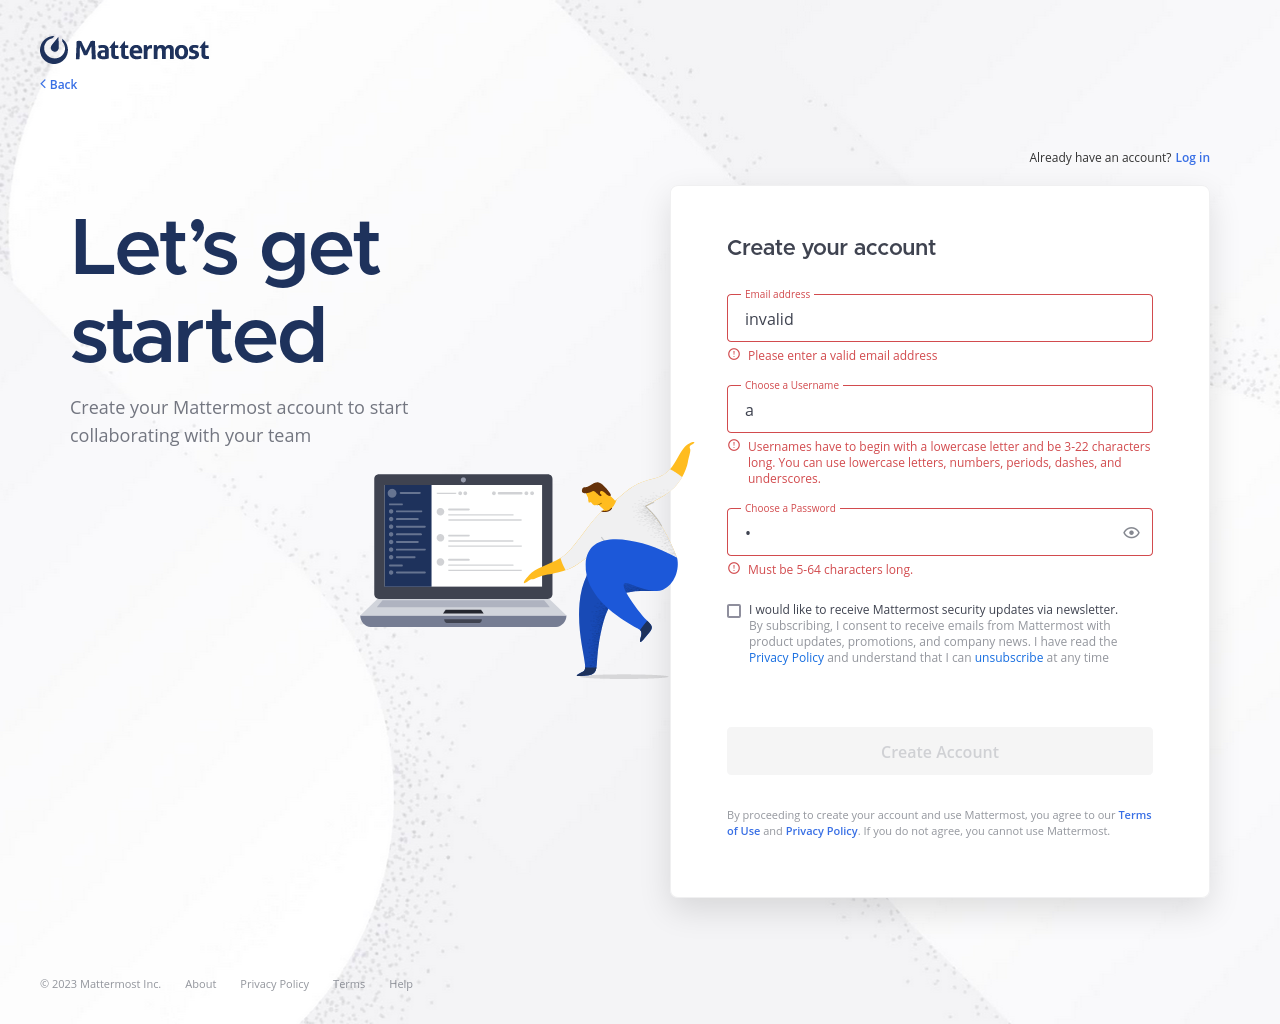 Mattermost
Back
Already have an account? Log in
Let’s get
started
Create your Mattermost account to start
collaborating with your team
Create your account
Email address
invalid
Please enter a valid email address
Choose a Username
a
Usernames have to begin with a lowercase letter and be 3-22 characters
long. You can use lowercase letters, numbers, periods, dashes, and
underscores.
Choose a Password
•
Must be 5-64 characters long.
I would like to receive Mattermost security updates via newsletter.
By subscribing, I consent to receive emails from Mattermost with
product updates, promotions, and company news. I have read the
Privacy Policy and understand that I can unsubscribe at any time
Create Account
By proceeding to create your account and use Mattermost, you agree to our Terms
of Use and Privacy Policy. If you do not agree, you cannot use Mattermost.
© 2023 Mattermost Inc. About Privacy Policy Terms Help